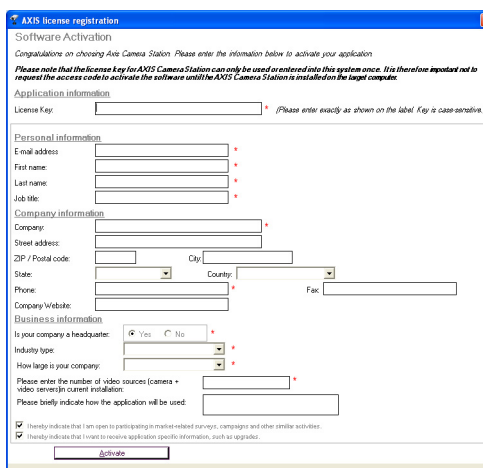 AXIS license registration
Software Activation
Congratulations on choosing Axis Camera Station. Please enter the information below to activate your application.
Please note that the license key for AXIS Camera Station can only be used or entered into this system once. It is therefore important not to
request the access code to activate the software until the AXIS Camera Station is installed on the target computer.
Application information
License Key: * (Please enter exactly as shown on the label. Key is case-sensitive.
Personal information
E-mail address *
First name: *
Last name: *
Job title: *
Company information
Company: *
Street address:
ZIP / Postal code: City:
State: Country:
Phone: * Fax:
Company Website:
Business information
Is your company a headquarter: Yes No *
Industry type: *
How large is your company: *
Please enter the number of video sources (camera + *
video servers)in current installation:
Please briefly indicate how the application will be used:
I hereby indicate that I am open to participating in market-related surveys, campaigns and other similiar activities.
I hereby indicate that I want to receive application specific information, such as upgrades.
Activate